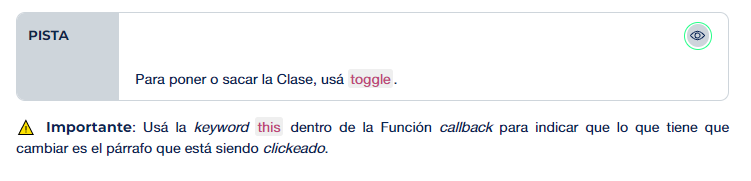 PISTA
Para poner o sacar la Clase, usá toggle.
Importante: Usá la keyword this dentro de la Función callback para indicar que lo que tiene que
cambiar es el párrafo que está siendo clickeado.